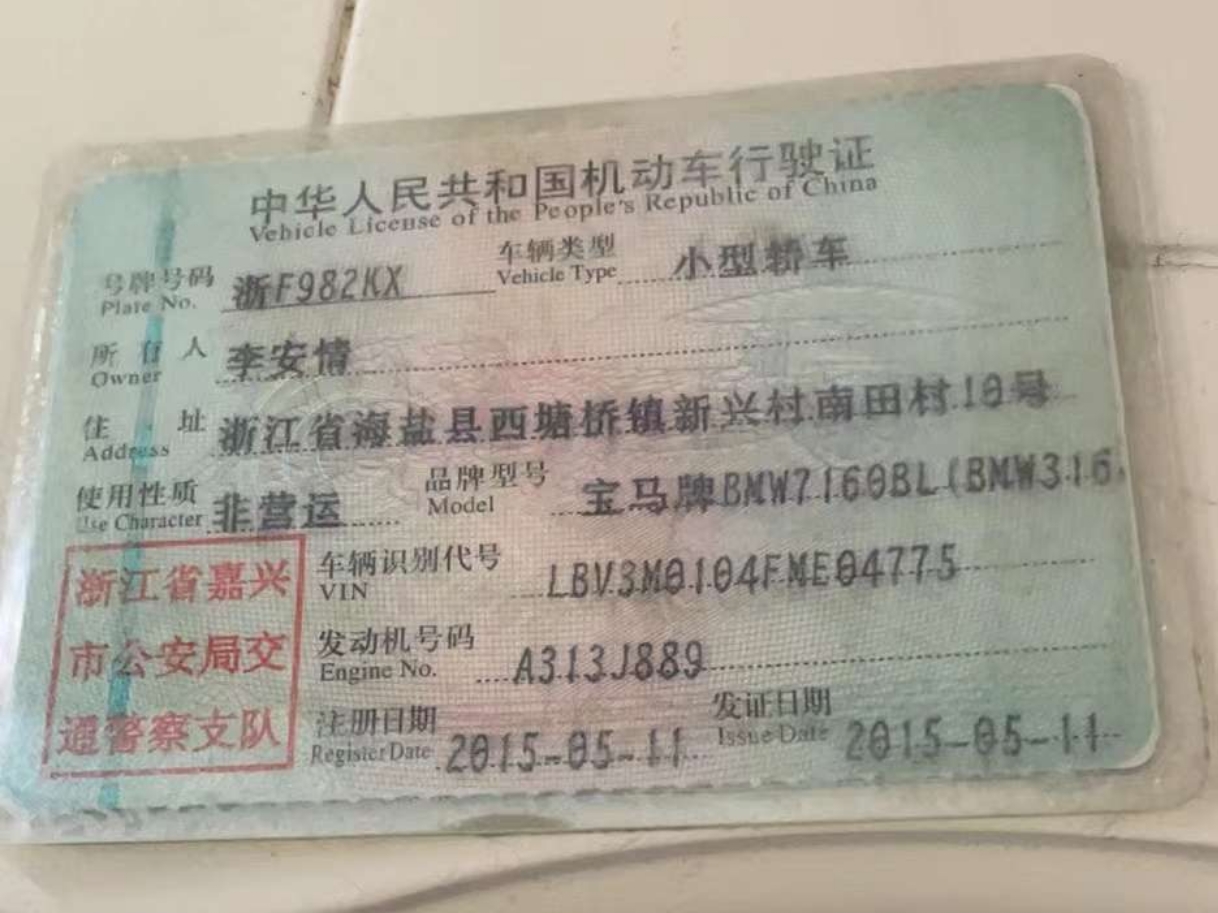 中华人民共和国机动车行驶证
Vehicle License of the People's Republic of China
号牌号码 浙F982KX 车辆类型 小型轿车
Plate No. Vehicle Type
所有人 李安情
Owner
住址 浙江省海盐县西塘桥镇新兴村南田村10号
Address
使用性质 非营运 品牌型号 宝马牌BMW7160BL(BMW316
Use Character Model
浙江省嘉兴
市公安局交
通警察支队
车辆识别代号 LBV3M0104FME04775
VIN
发动机号码 A313J889
Engine No.
注册日期 2015-05-11 发证日期 2015-05-11
Register Date Issue Date